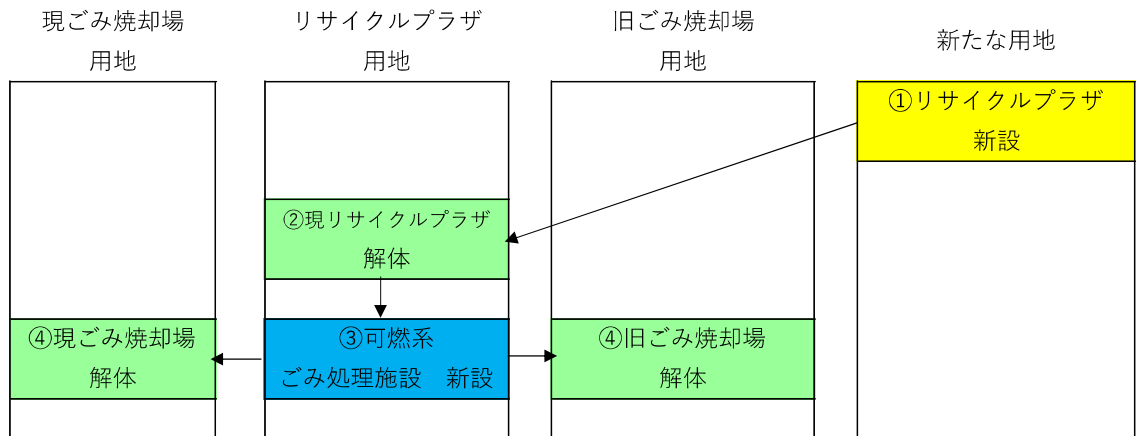 現ごみ焼却場
用地
リサイクルプラザ
用地
旧ごみ焼却場
用地
新たな用地
①リサイクルプラザ
新設
②現リサイクルプラザ
解体
④現ごみ焼却場
解体
③可燃系
ごみ処理施設　新設
④旧ごみ焼却場
解体